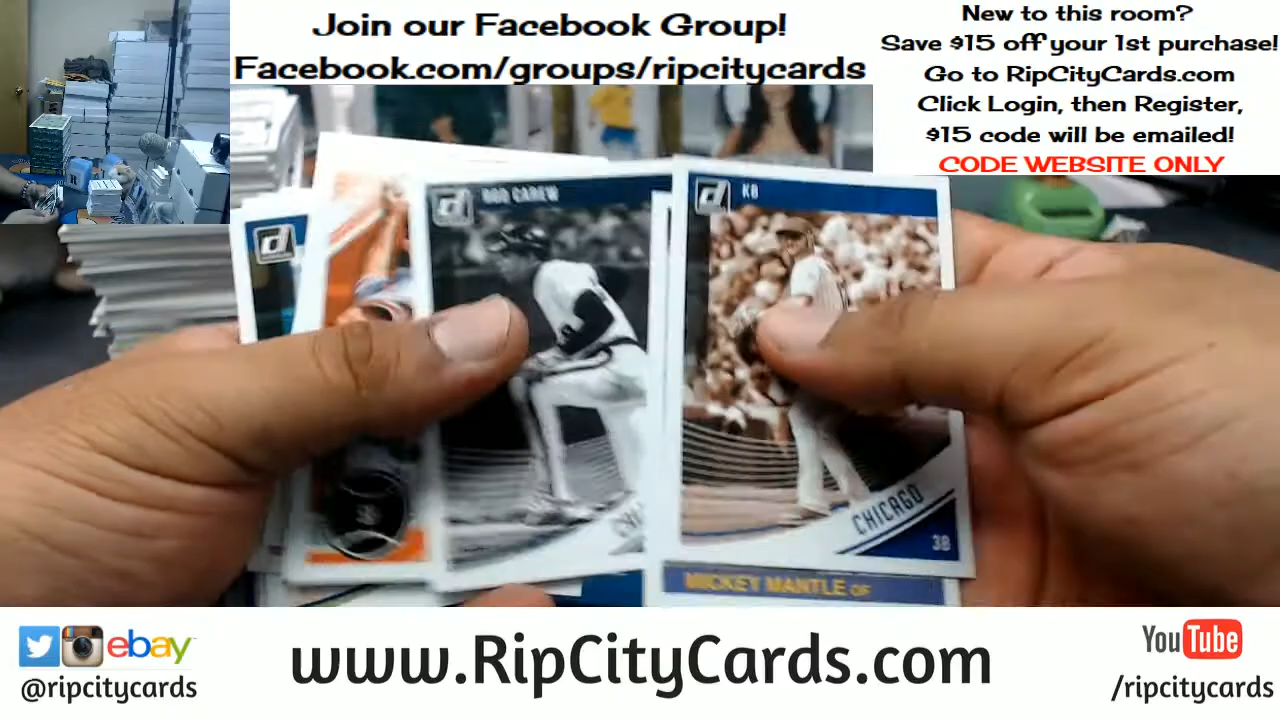 Join our Facebook Group!
Facebook.com/groups/ripcitycards
New to this room?
Save $15 off your 1st purchase!
Go to RipCityCards.com
Click Login, then Register,
$15 code will be emailed!
CODE WEBSITE ONLY
d
ROD CAREW
d
KB
CHICAGO
38
MICKEY MANTLE OF
ebay
@ripcitycards
www.RipCityCards.com
YouTube
/ripcitycards